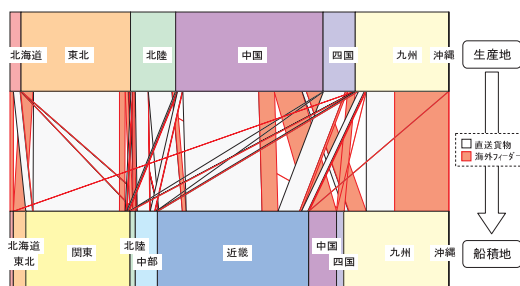 北海道 東北 北陸 中国 四国 九州 沖縄 生産地
直送貨物
海外フィーダー
北海道 東北 関東 北陸 中部 近畿 中国 四国 九州 沖縄 船積地